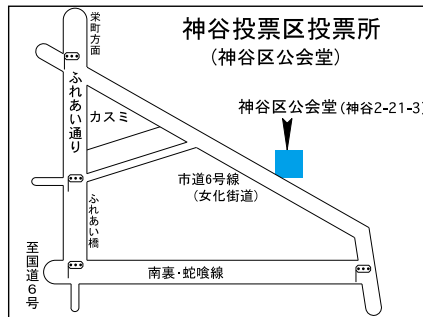 神谷投票区投票所
(神谷区公会堂)
栄町方面
ふれあい通り
カスミ
神谷区公会堂(神谷2-21-3)
市道6号線
(女化街道)
ふれあい橋
至国道6号
南裏・蛇喰線